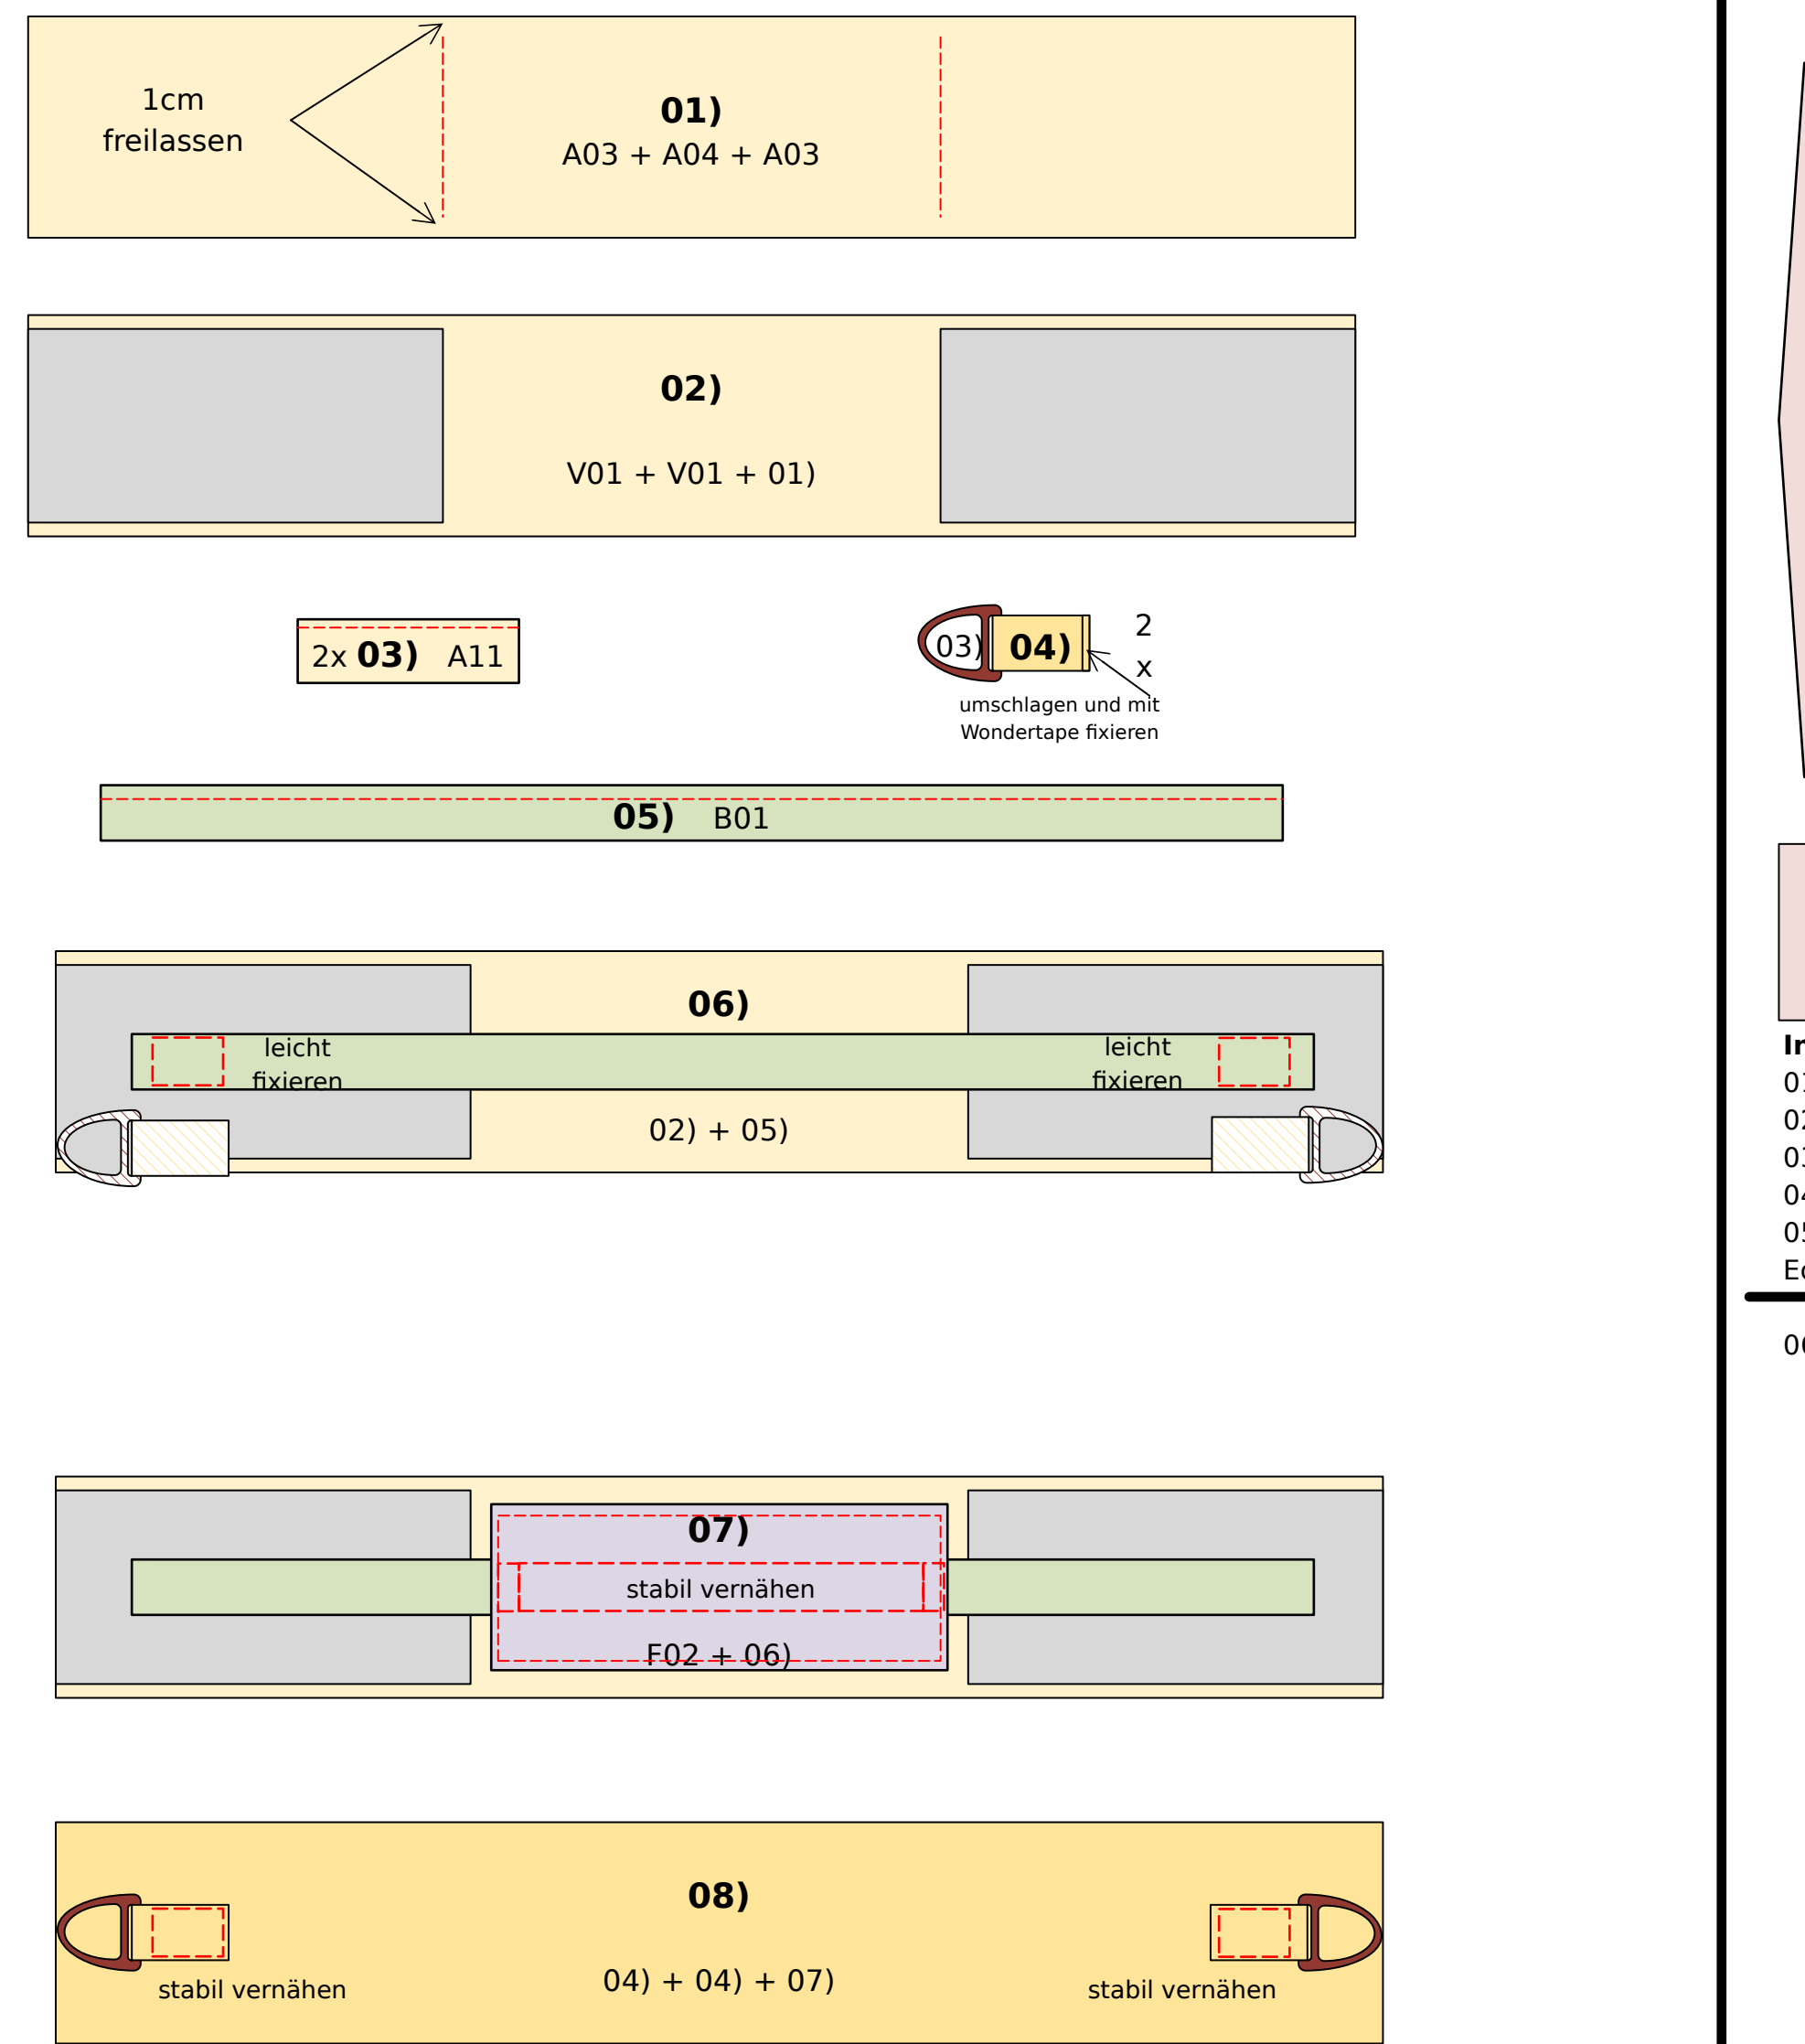 1cm
freilassen
01)
A03 + A04 + A03
02)
V01 + V01 + 01)
2x 03) A11
03) 04)
2
x
umschlagen und mit
Wondertape fixieren
05) B01
06)
leicht
fixieren
leicht
fixieren
02) + 05)
07)
stabil vernähen
F02 + 06)
08)
04) + 04) + 07)
stabil vernähen
stabil vernähen